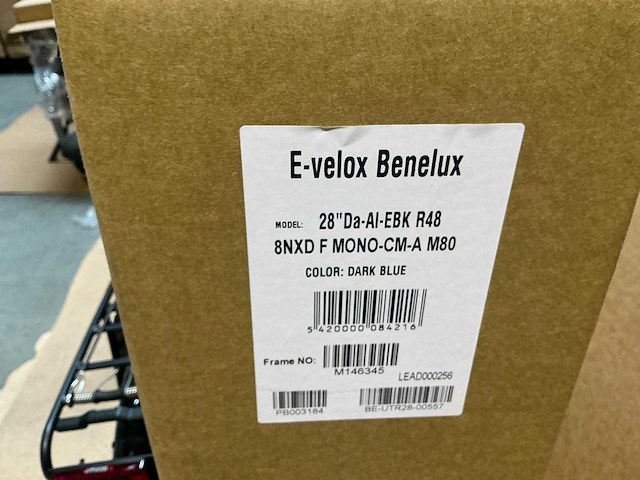 E-velox Benelux
MODEL: 28"Da-Al-EBK R48
8NXD F MONO-CM-A M80
COLOR: DARK BLUE
5 420000 084216
Frame NO:
M146345
LEAD000256
PB003184
BE-UTR28-00557